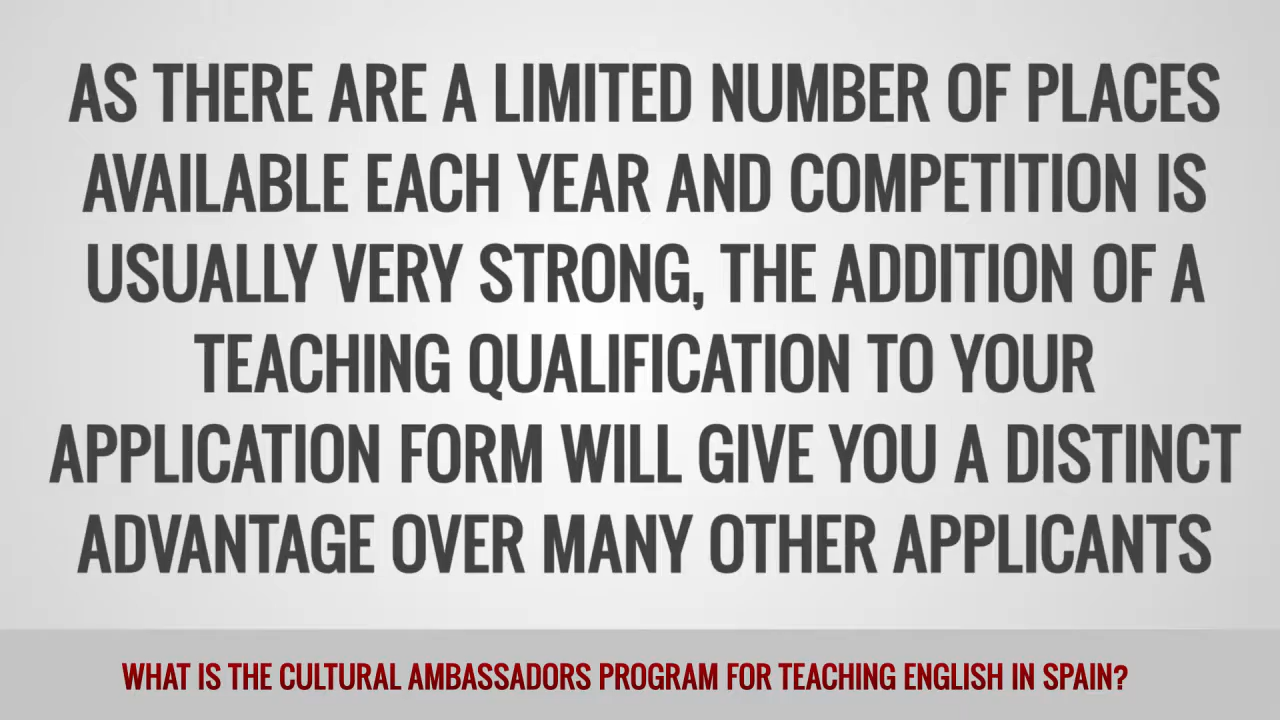 AS THERE ARE A LIMITED NUMBER OF PLACES
AVAILABLE EACH YEAR AND COMPETITION IS
USUALLY VERY STRONG, THE ADDITION OF A
TEACHING QUALIFICATION TO YOUR
APPLICATION FORM WILL GIVE YOU A DISTINCT
ADVANTAGE OVER MANY OTHER APPLICANTS
WHAT IS THE CULTURAL AMBASSADORS PROGRAM FOR TEACHING ENGLISH IN SPAIN?